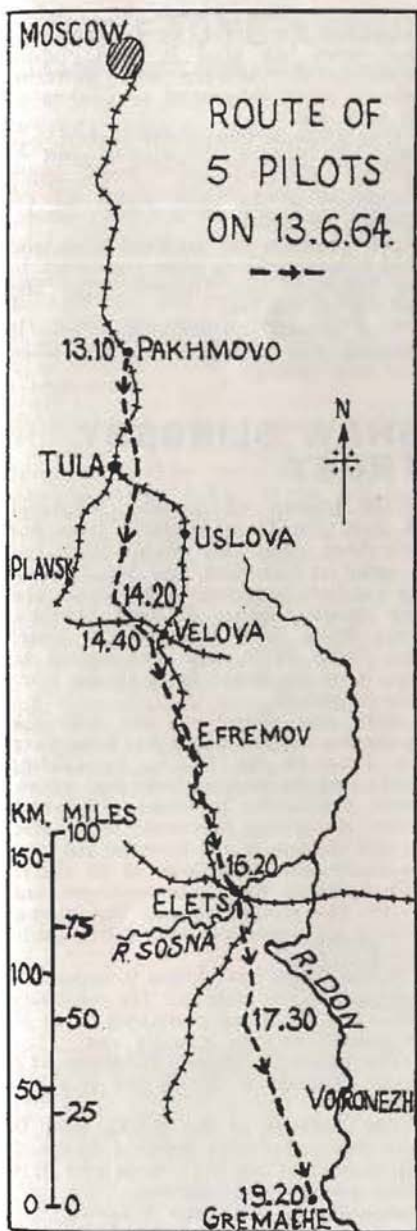 MOSCOW
ROUTE OF
5 PILOTS
ON 13.6.64.
13.10
PAKHMOVO
N
TULA
USLOVA
PLAVSK
14.20
14.40
VELOVA
EFREMOV
KM. MILES
100
150
16.20
ELETS
75
R. SOSNA
100
R. DON
50
17.30
50
25
VORONEZH
19.20
0 0
GREMACHE